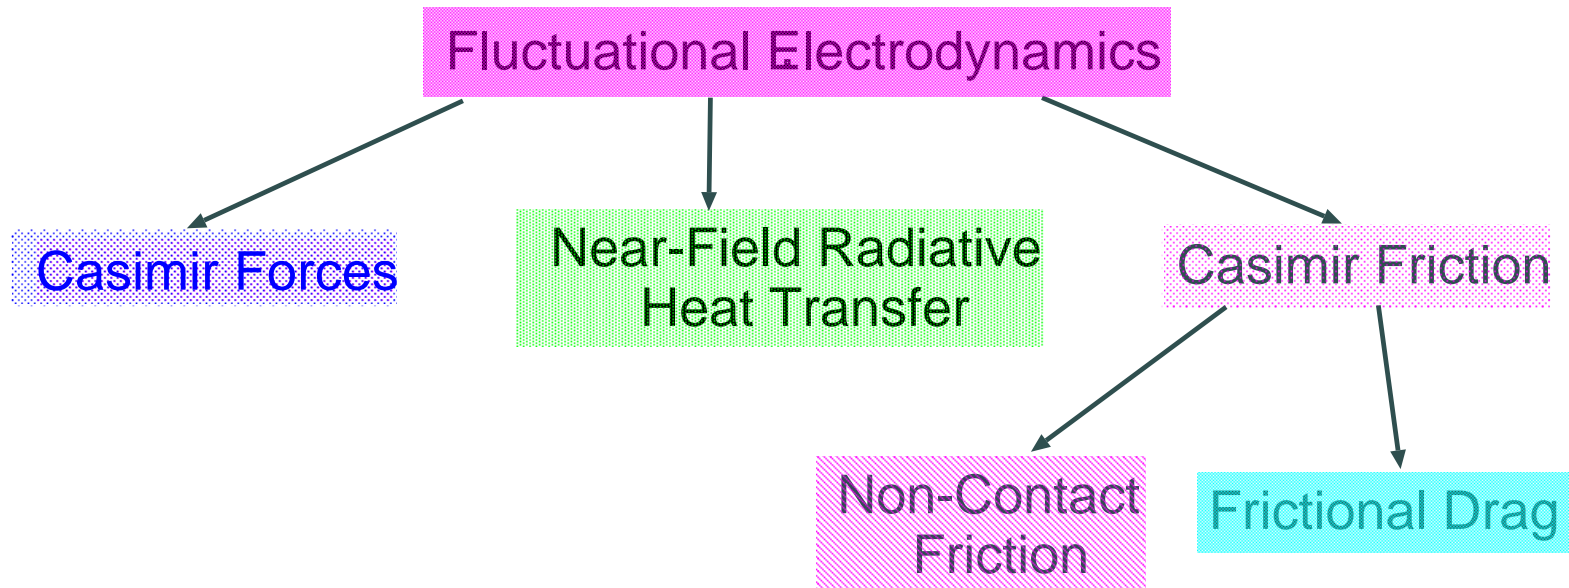 Fluctuational Electrodynamics
Casimir Forces
Near-Field Radiative
Heat Transfer
Casimir Friction
Non-Contact
Friction
Frictional Drag